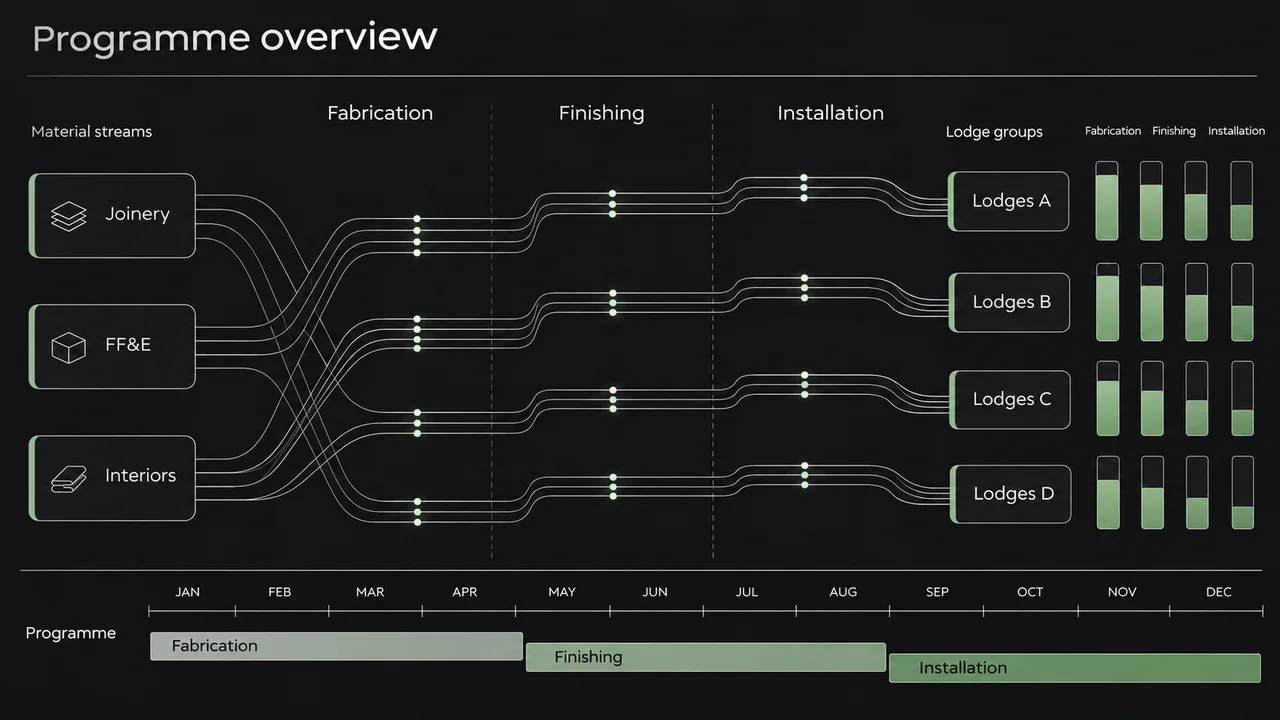 Programme overview
Fabrication
Finishing
Installation
Material streams
Lodge groups
Fabrication
Finishing
Installation
Joinery
FF&E
Interiors
Lodges A
Lodges B
Lodges C
Lodges D
JAN
FEB
MAR
APR
MAY
JUN
JUL
AUG
SEP
OCT
NOV
DEC
Programme
Fabrication
Finishing
Installation